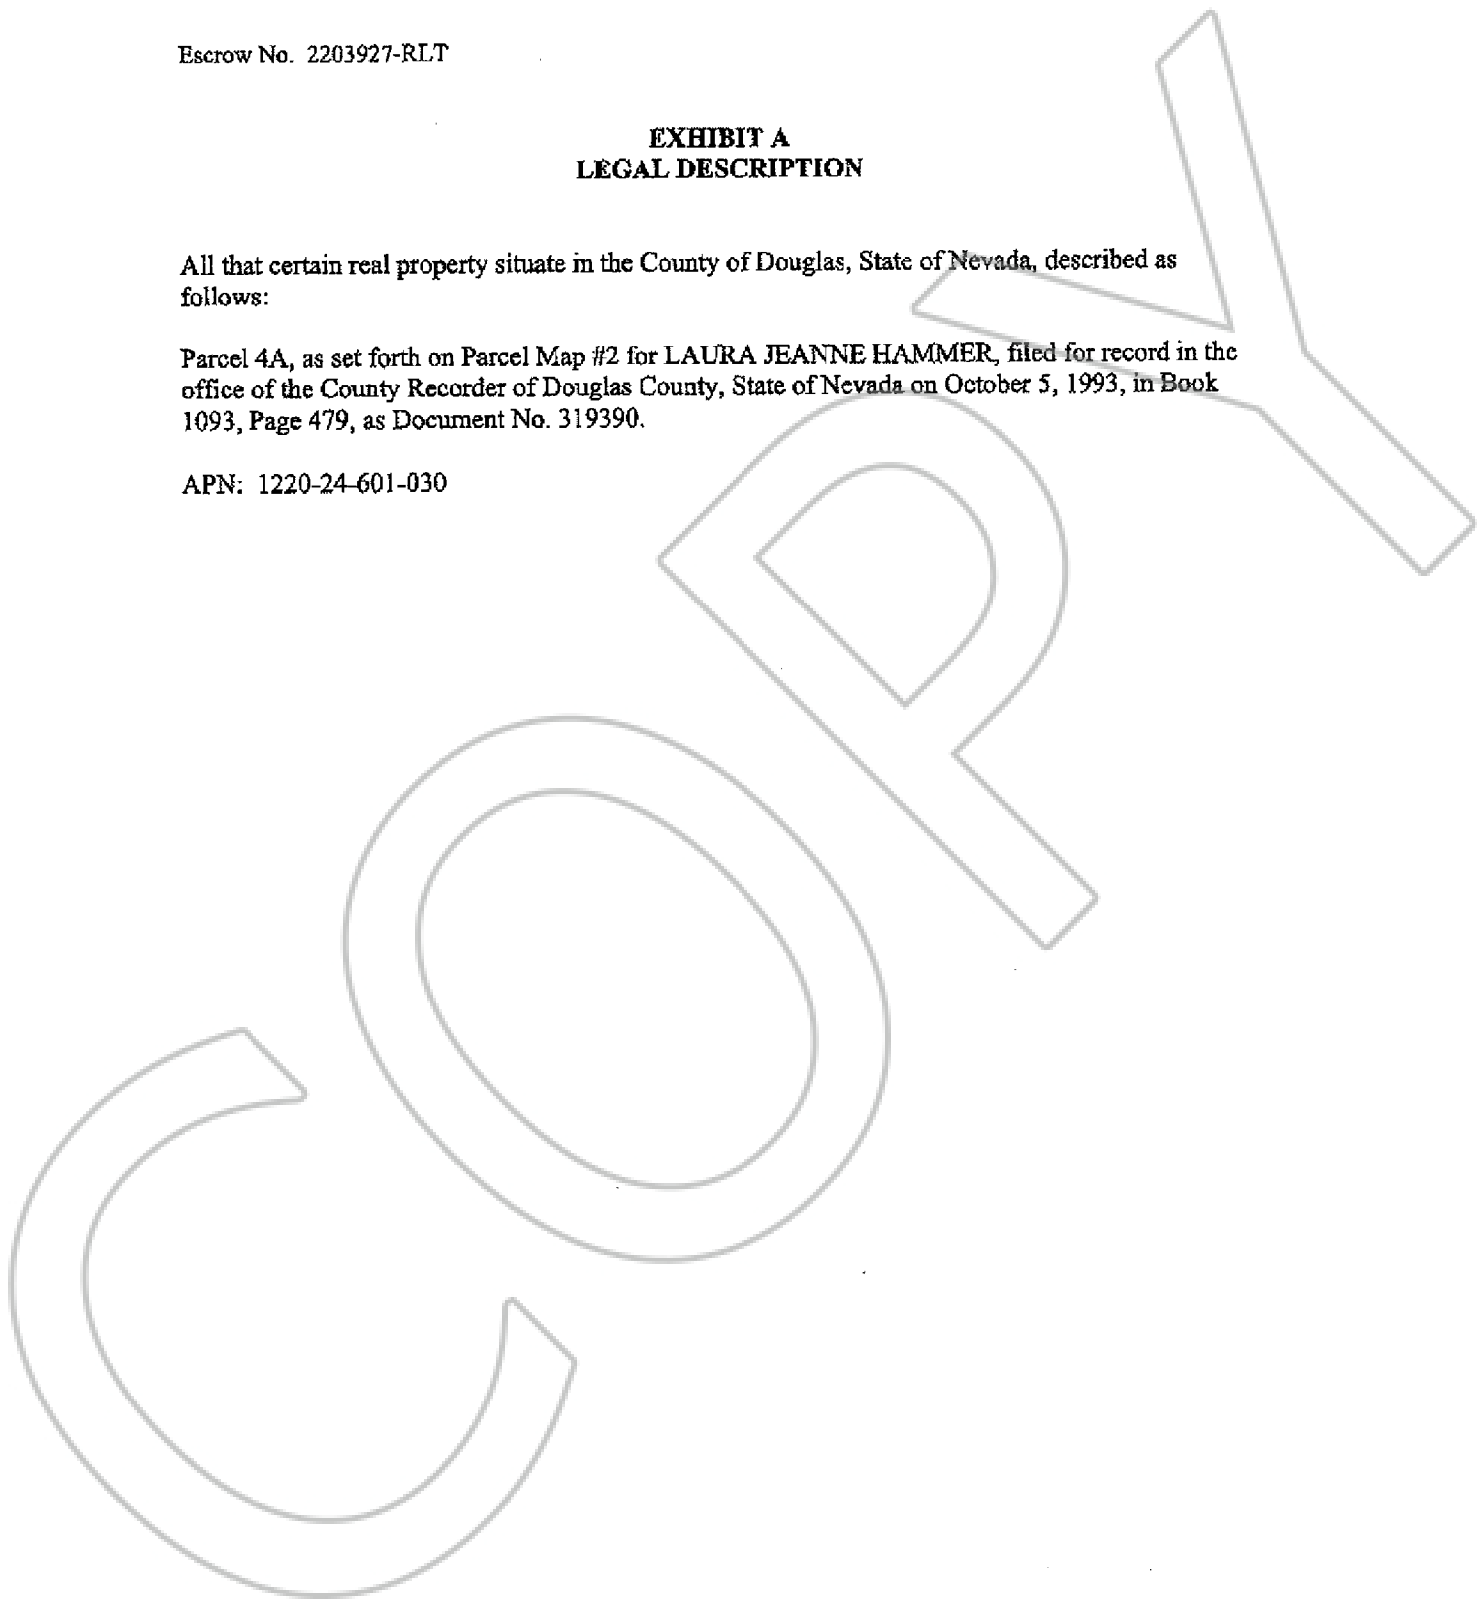 Escrow No. 2203927-RLT
EXHIBIT A
LEGAL DESCRIPTION
All that certain real property situate in the County of Douglas, State of Nevada, described as
follows:
Parcel 4A, as set forth on Parcel Map #2 for LAURA JEANNE HAMMER, filed for record in the
office of the County Recorder of Douglas County, State of Nevada on October 5, 1993, in Book
1093, Page 479, as Document No. 319390.
APN: 1220-24-601-030
COPY